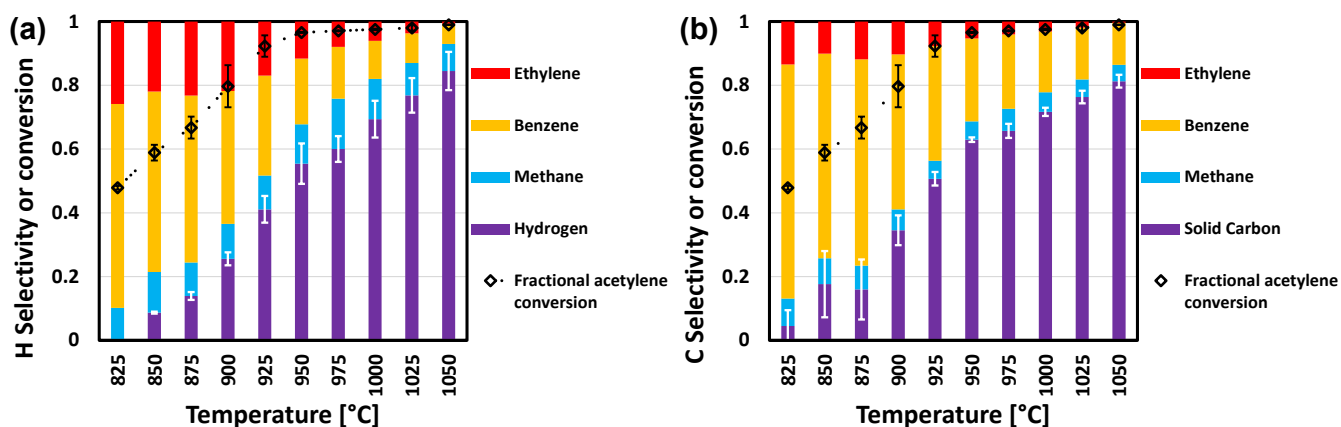 (a)
H Selectivity or conversion
1
0.8
0.6
0.4
0.2
0
825
850
875
900
925
950
975
1000
1025
1050
Temperature [°C]
Ethylene
Benzene
Methane
Hydrogen
Fractional acetylene
conversion
(b)
C Selectivity or conversion
1
0.8
0.6
0.4
0.2
0
825
850
875
900
925
950
975
1000
1025
1050
Temperature [°C]
Ethylene
Benzene
Methane
Solid Carbon
Fractional acetylene
conversion